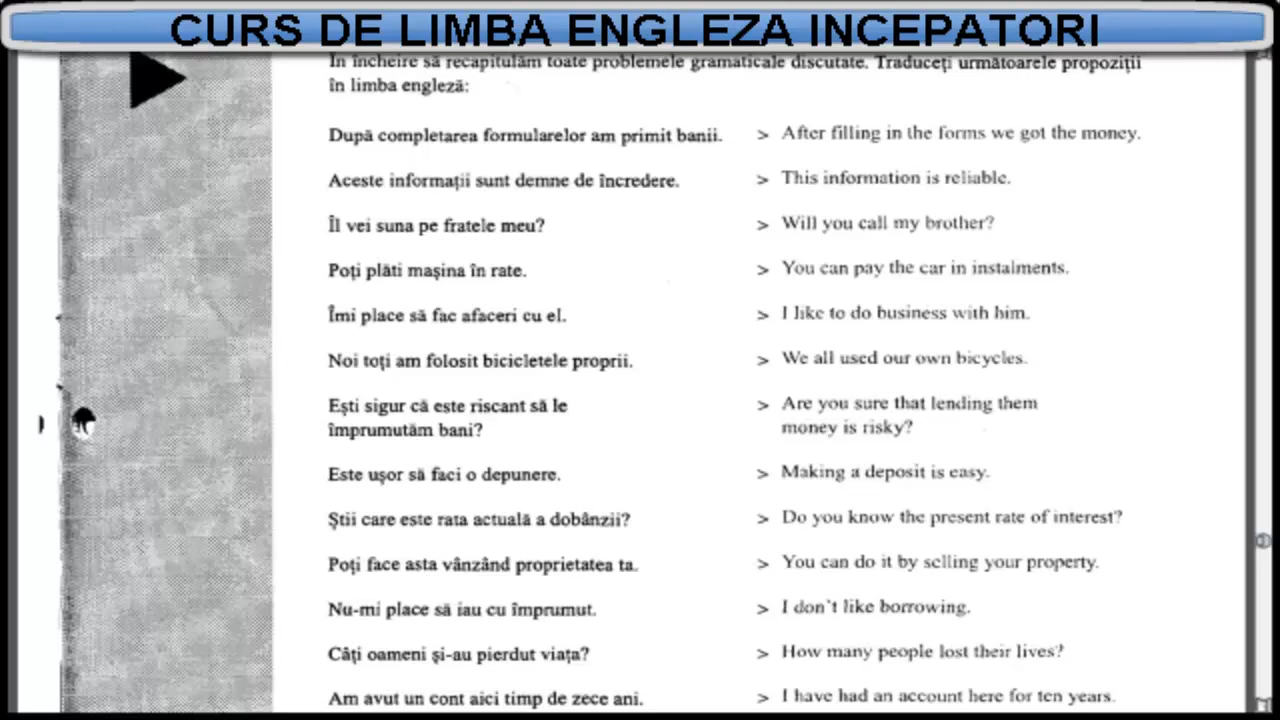 CURS DE LIMBA ENGLEZA INCEPATORI
În încheire să recapitulăm toate problemele gramaticale discutate. Traduceți următoarele propoziții
în limba engleză:
După completarea formularelor am primit banii. > After filling in the forms we got the money.
Aceste informații sunt demne de încredere. > This information is reliable.
Îl vei suna pe fratele meu? > Will you call my brother?
Poți plăti mașina în rate. > You can pay the car in instalments.
Îmi place să fac afaceri cu el. > I like to do business with him.
Noi toți am folosit bicicletele proprii. > We all used our own bicycles.
Ești sigur că este riscant să le > Are you sure that lending them
împrumutăm bani? money is risky?
Este ușor să faci o depunere. > Making a deposit is easy.
Știi care este rata actuală a dobânzii? > Do you know the present rate of interest?
Poți face asta vânzând proprietatea ta. > You can do it by selling your property.
Nu-mi place să iau cu împrumut. > I don't like borrowing.
Câți oameni și-au pierdut viața? > How many people lost their lives?
Am avut un cont aici timp de zece ani. > I have had an account here for ten years.